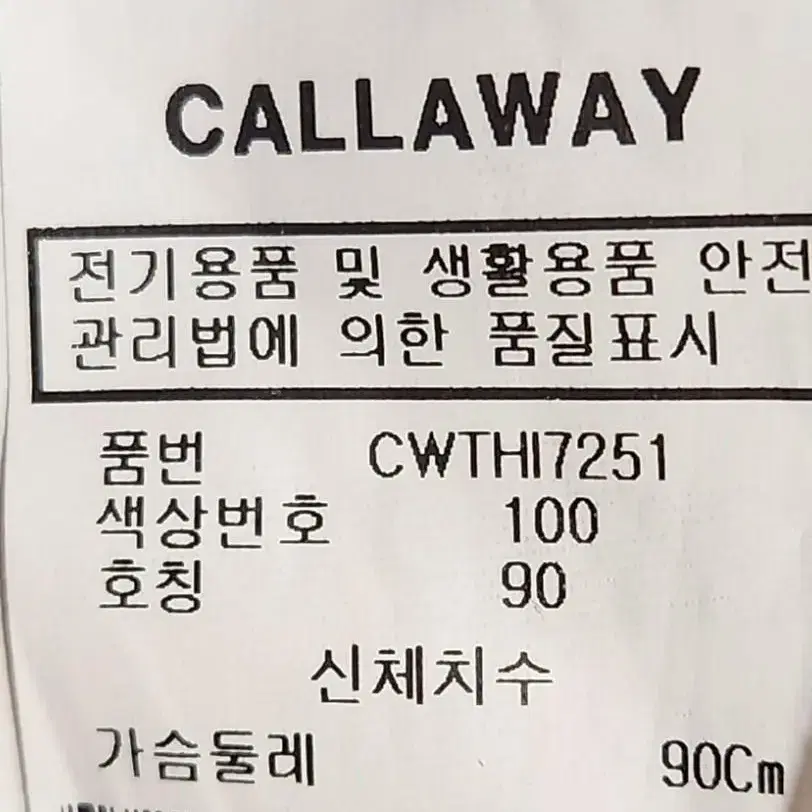 CALLAWAY
전기용품 및 생활용품 안전
관리법에 의한 품질표시
품번 CWTHI7251
색상번호 100
호칭 90
신체치수
가슴둘레 90Cm